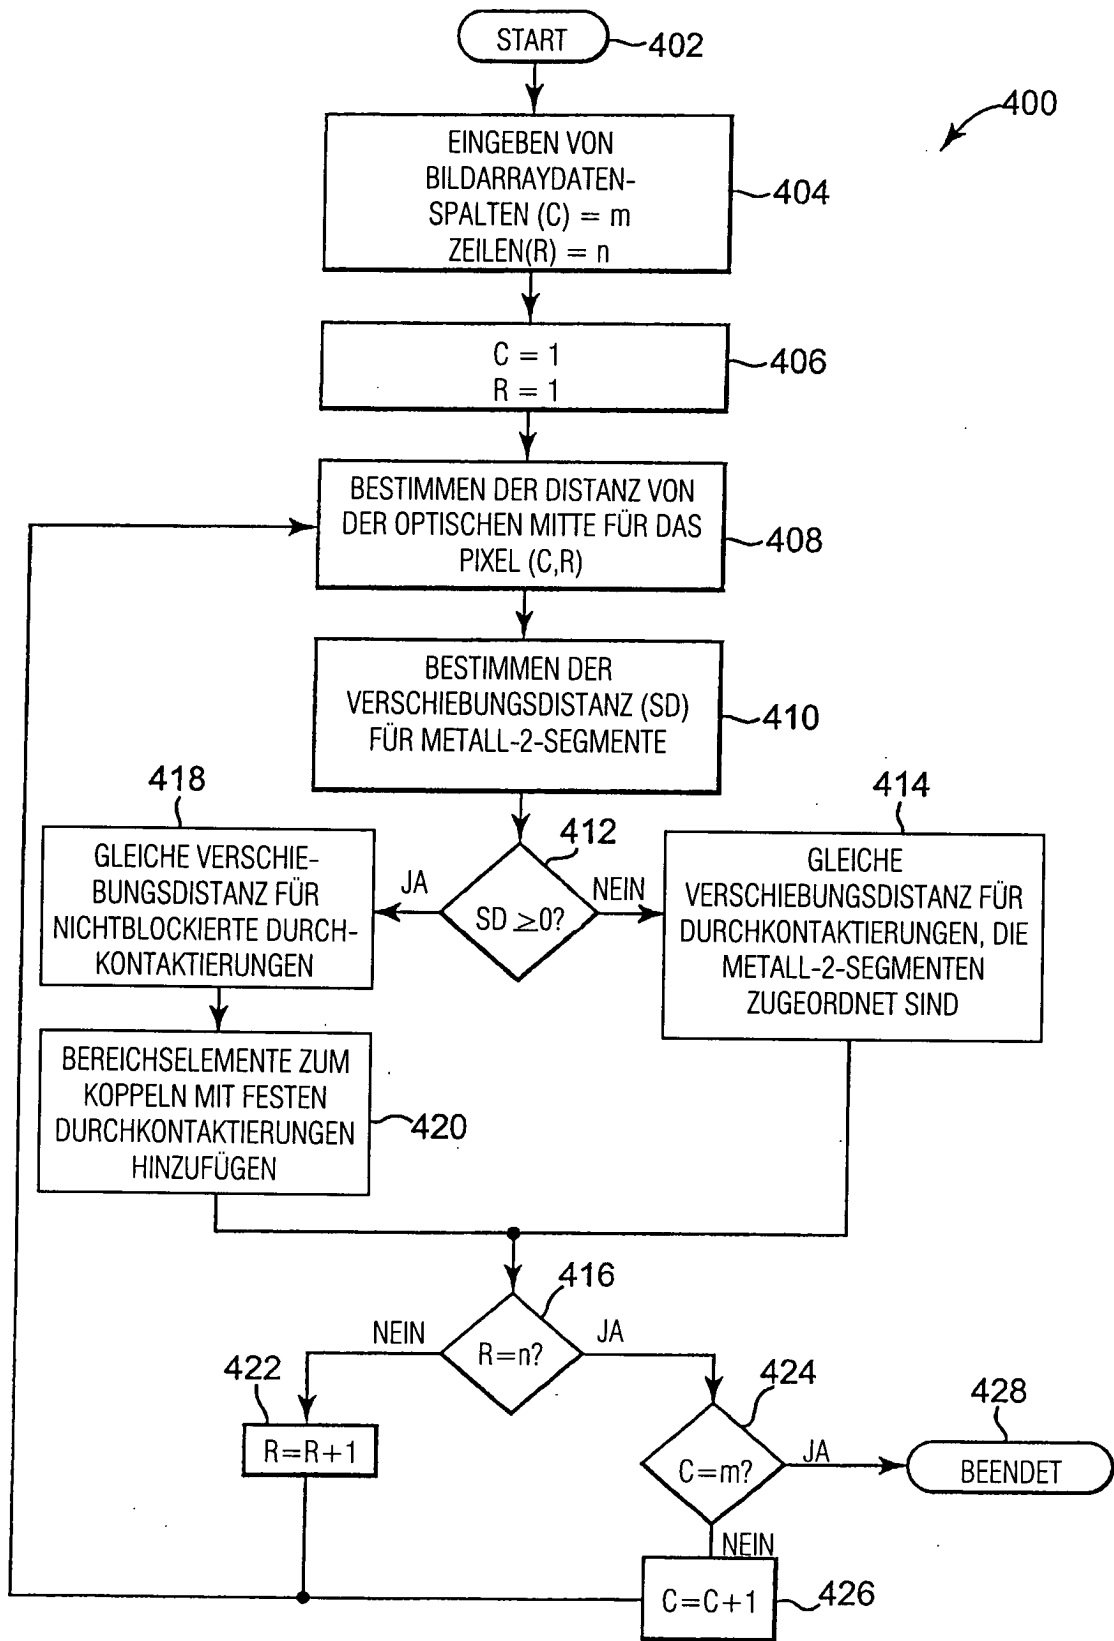 START
402
400
EINGEBEN VON
BILDARRAYDATEN-
SPALTEN (C) = m
ZEILEN(R) = n
404
C = 1
R = 1
406
BESTIMMEN DER DISTANZ VON
DER OPTISCHEN MITTE FÜR DAS
PIXEL (C,R)
408
BESTIMMEN DER
VERSCHIEBUNGSDISTANZ (SD)
FÜR METALL-2-SEGMENTE
410
418
GLEICHE VERSCHIE-
BUNGSDISTANZ FÜR
NICHTBLOCKIERTE DURCH-
KONTAKTIERUNGEN
JA
412
SD ≥0?
NEIN
414
GLEICHE
VERSCHIEBUNGSDISTANZ FÜR
DURCHKONTAKTIERUNGEN, DIE
METALL-2-SEGMENTEN
ZUGEORDNET SIND
BEREICHSELEMENTE ZUM
KOPPELN MIT FESTEN
DURCHKONTAKTIERUNGEN
HINZUFÜGEN
420
416
NEIN
R=n?
JA
422
R=R+1
424
C=m?
JA
428
BEENDET
NEIN
C=C+1
426